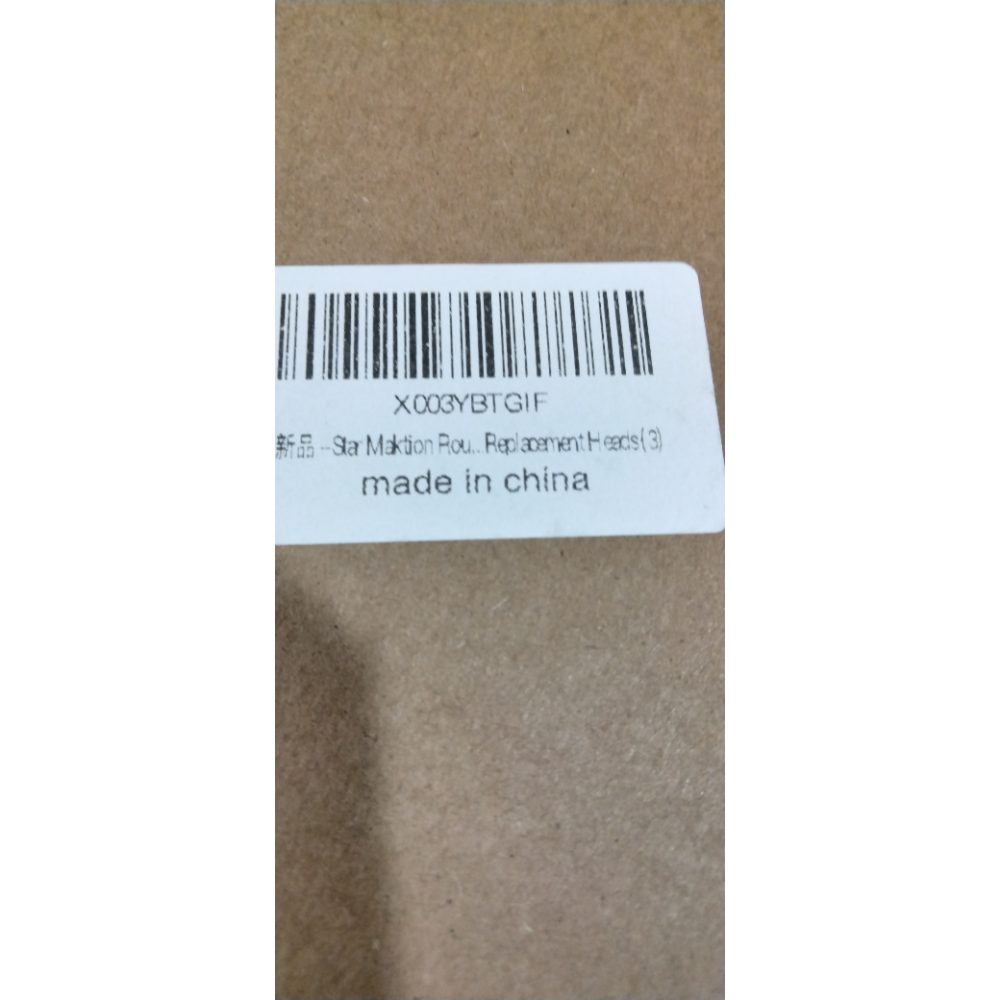 X003YBTGIF
新品 --Star Maktion Rou... Replacement Heads(3)
made in china